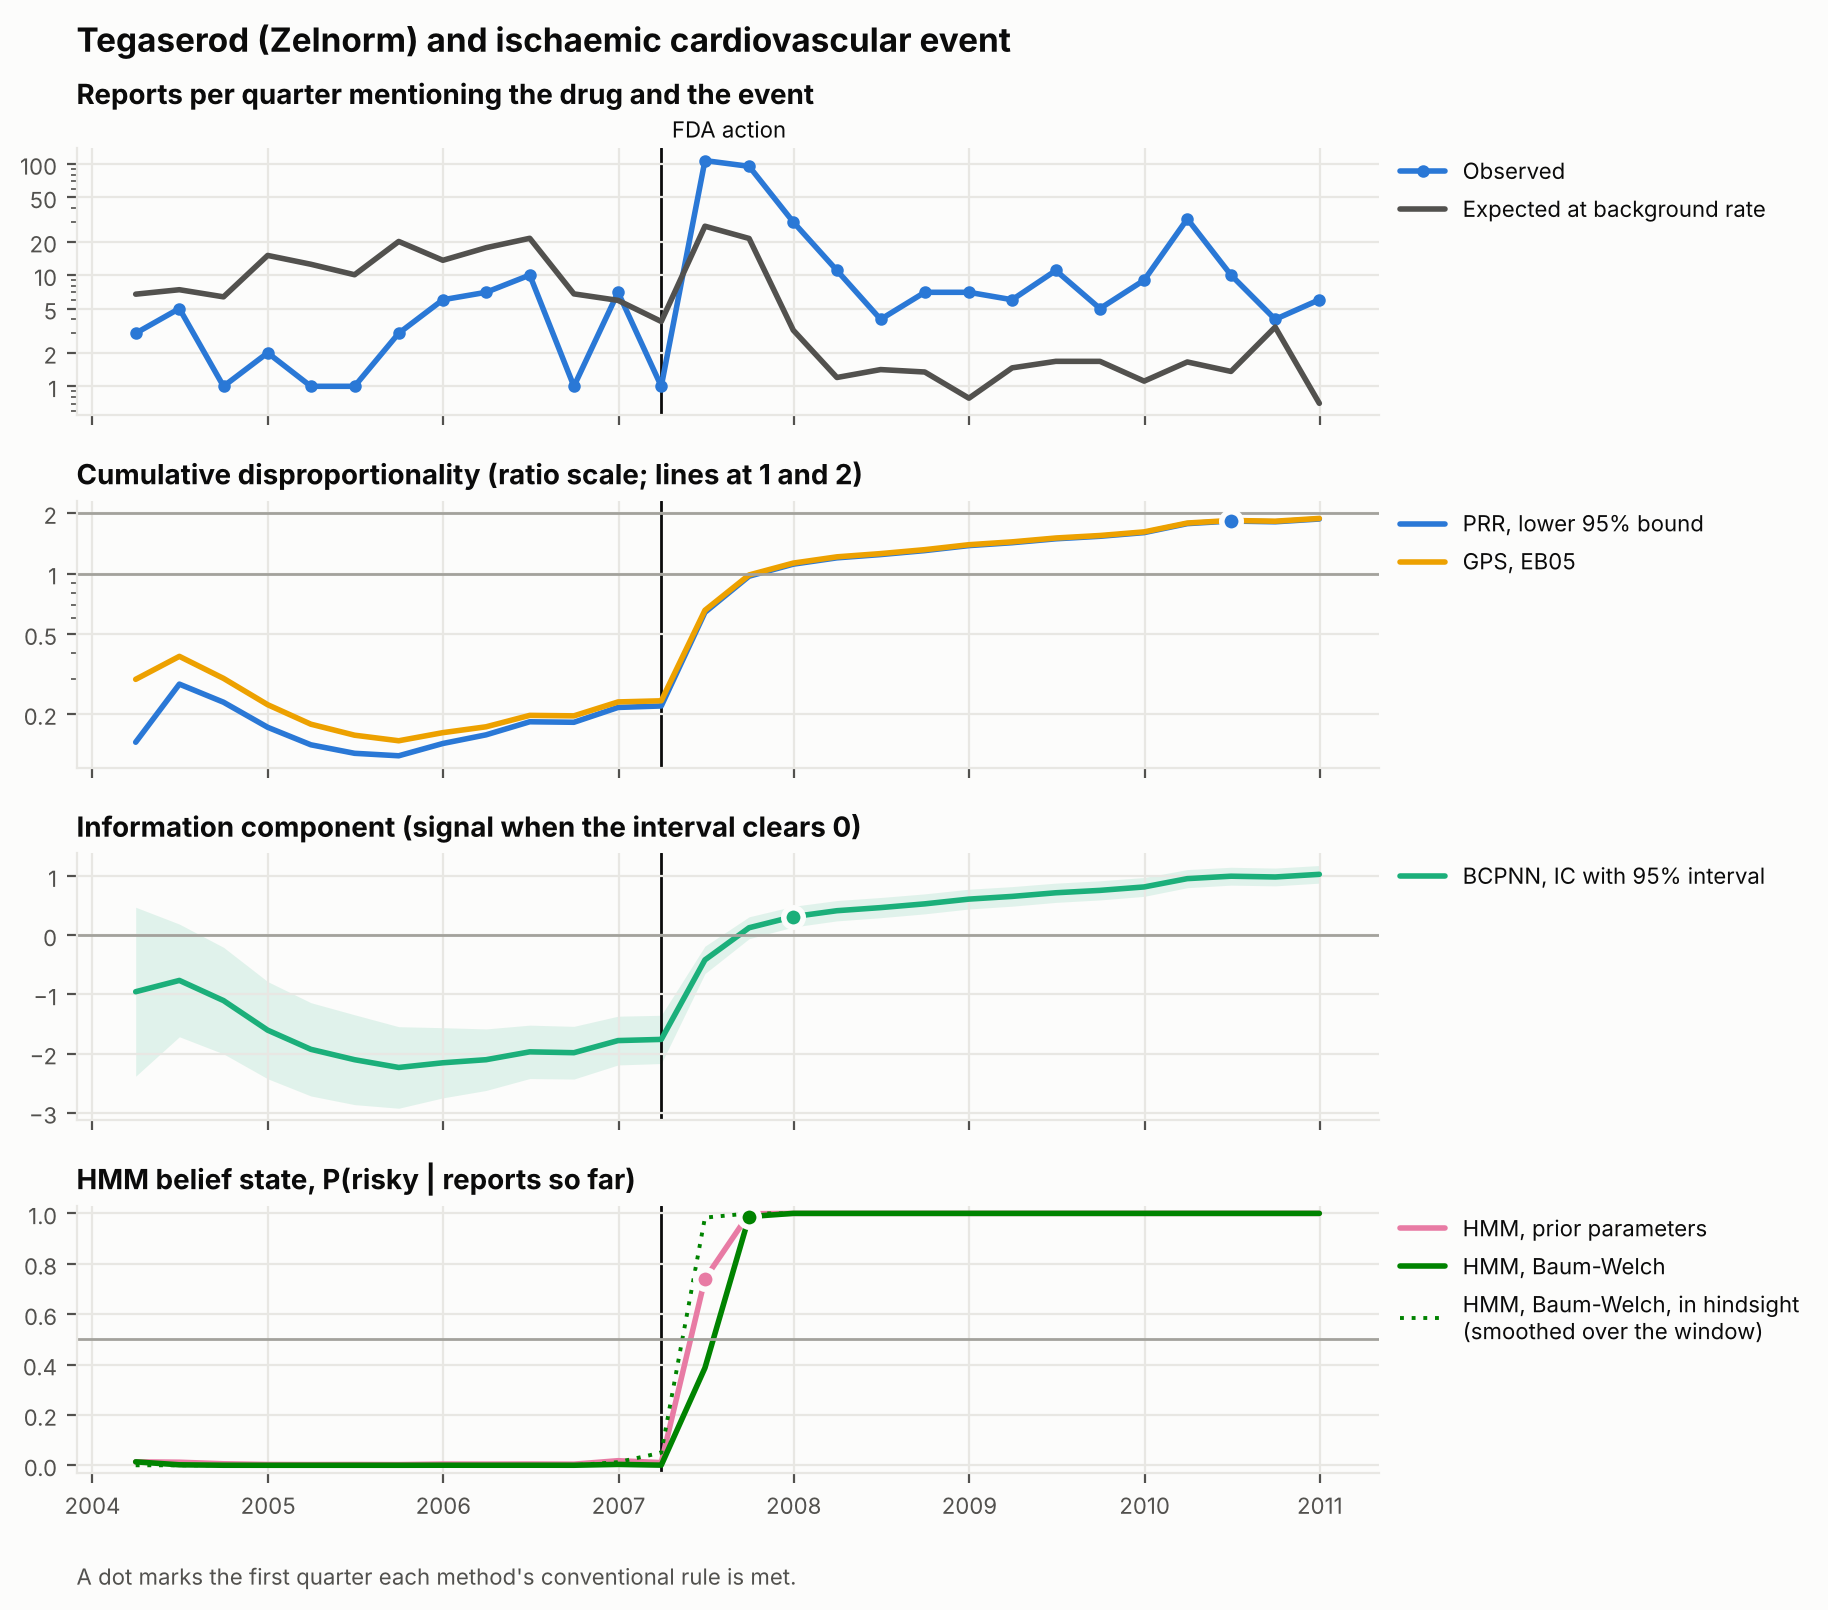 Tegaserod (Zelnorm) and ischaemic cardiovascular event
Reports per quarter mentioning the drug and the event
FDA action
100
50
20
10
5
2
1
Observed
Expected at background rate
Cumulative disproportionality (ratio scale; lines at 1 and 2)
2
1
0.5
0.2
PRR, lower 95% bound
GPS, EB05
Information component (signal when the interval clears 0)
1
0
−1
−2
−3
BCPNN, IC with 95% interval
HMM belief state, P(risky | reports so far)
1.0
0.8
0.6
0.4
0.2
0.0
HMM, prior parameters
HMM, Baum-Welch
HMM, Baum-Welch, in hindsight
(smoothed over the window)
2004 2005 2006 2007 2008 2009 2010 2011
A dot marks the first quarter each method's conventional rule is met.